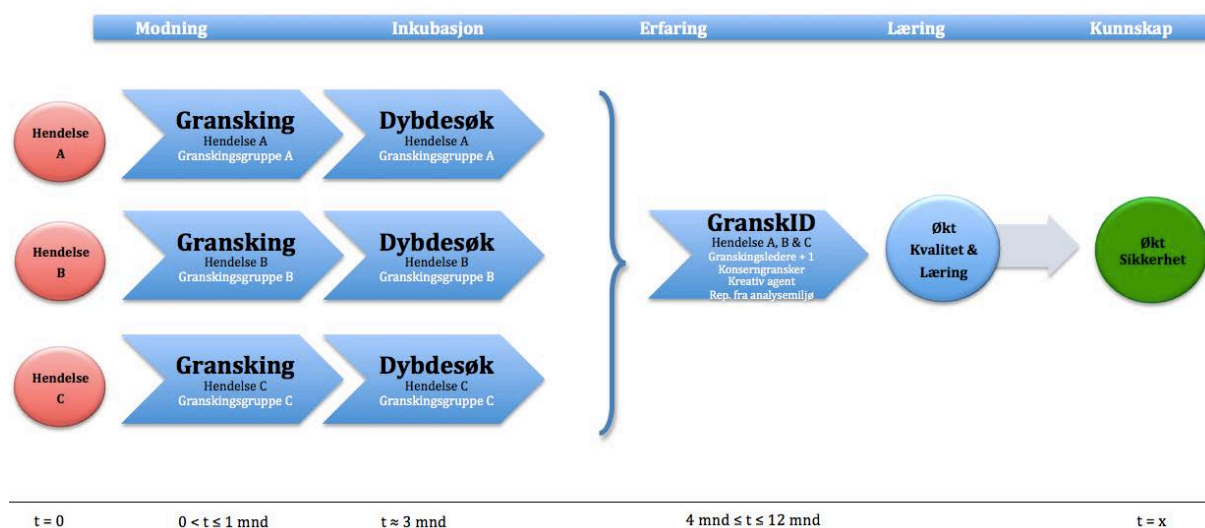 Modning Inkubasjon Erfaring Læring Kunnskap
Hendelse
A
Gransking
Hendelse A
Granskingsgruppe A
Dybdesøk
Hendelse A
Granskingsgruppe A
Hendelse
B
Gransking
Hendelse B
Granskingsgruppe B
Dybdesøk
Hendelse B
Granskingsgruppe B
Hendelse
C
Gransking
Hendelse C
Granskingsgruppe C
Dybdesøk
Hendelse C
Granskingsgruppe C
GranskID
Hendelse A, B & C
Granskingsledere + 1
Konserngransker
Kreativ agent
Rep. fra analysemiljø
Økt
Kvalitet &
Læring
Økt
Sikkerhet
t = 0 0 < t ≤ 1 mnd t ≈ 3 mnd 4 mnd ≤ t ≤ 12 mnd t = x